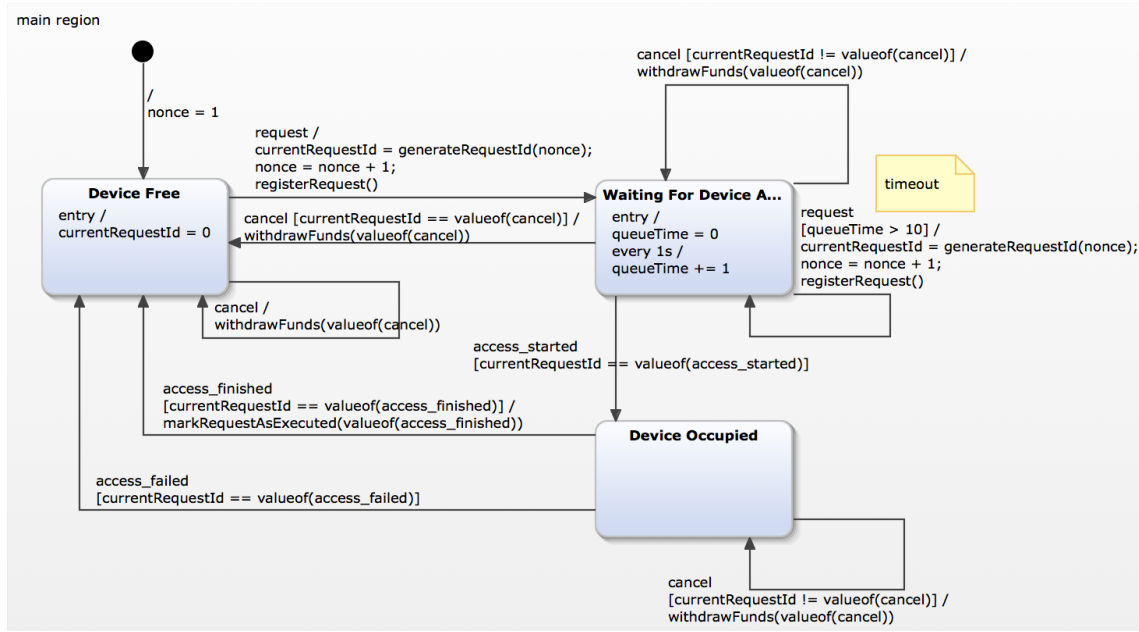 main region
/
nonce = 1
cancel [currentRequestId != valueof(cancel)] /
withdrawFunds(valueof(cancel))
request /
currentRequestId = generateRequestId(nonce);
nonce = nonce + 1;
registerRequest()
timeout
Device Free
entry /
currentRequestId = 0
Waiting For Device A...
entry /
queueTime = 0
every 1s /
queueTime += 1
cancel [currentRequestId == valueof(cancel)] /
withdrawFunds(valueof(cancel))
request
[queueTime > 10] /
currentRequestId = generateRequestId(nonce);
nonce = nonce + 1;
registerRequest()
cancel /
withdrawFunds(valueof(cancel))
access_started
[currentRequestId == valueof(access_started)]
access_finished
[currentRequestId == valueof(access_finished)] /
markRequestAsExecuted(valueof(access_finished))
Device Occupied
access_failed
[currentRequestId == valueof(access_failed)]
cancel
[currentRequestId != valueof(cancel)] /
withdrawFunds(valueof(cancel))